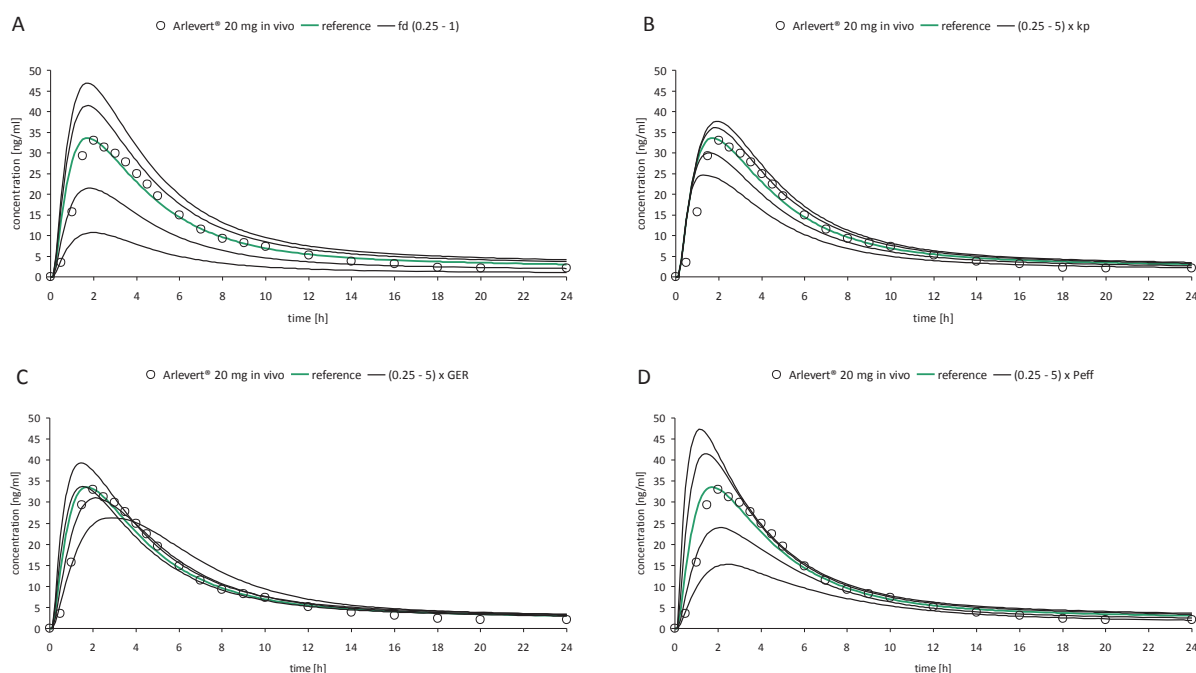 A
Arlevert® 20 mg in vivo reference fd (0.25 - 1)
50
45
40
35
30
25
20
15
10
5
0
concentration [ng/ml]
0 2 4 6 8 10 12 14 16 18 20 22 24
time [h]
B
Arlevert® 20 mg in vivo reference (0.25 - 5) x kp
50
45
40
35
30
25
20
15
10
5
0
concentration [ng/ml]
0 2 4 6 8 10 12 14 16 18 20 22 24
time [h]
C
Arlevert® 20 mg in vivo reference (0.25 - 5) x GER
50
45
40
35
30
25
20
15
10
5
0
concentration [ng/ml]
0 2 4 6 8 10 12 14 16 18 20 22 24
time [h]
D
Arlevert® 20 mg in vivo reference (0.25 - 5) x Peff
50
45
40
35
30
25
20
15
10
5
0
concentration [ng/ml]
0 2 4 6 8 10 12 14 16 18 20 22 24
time [h]